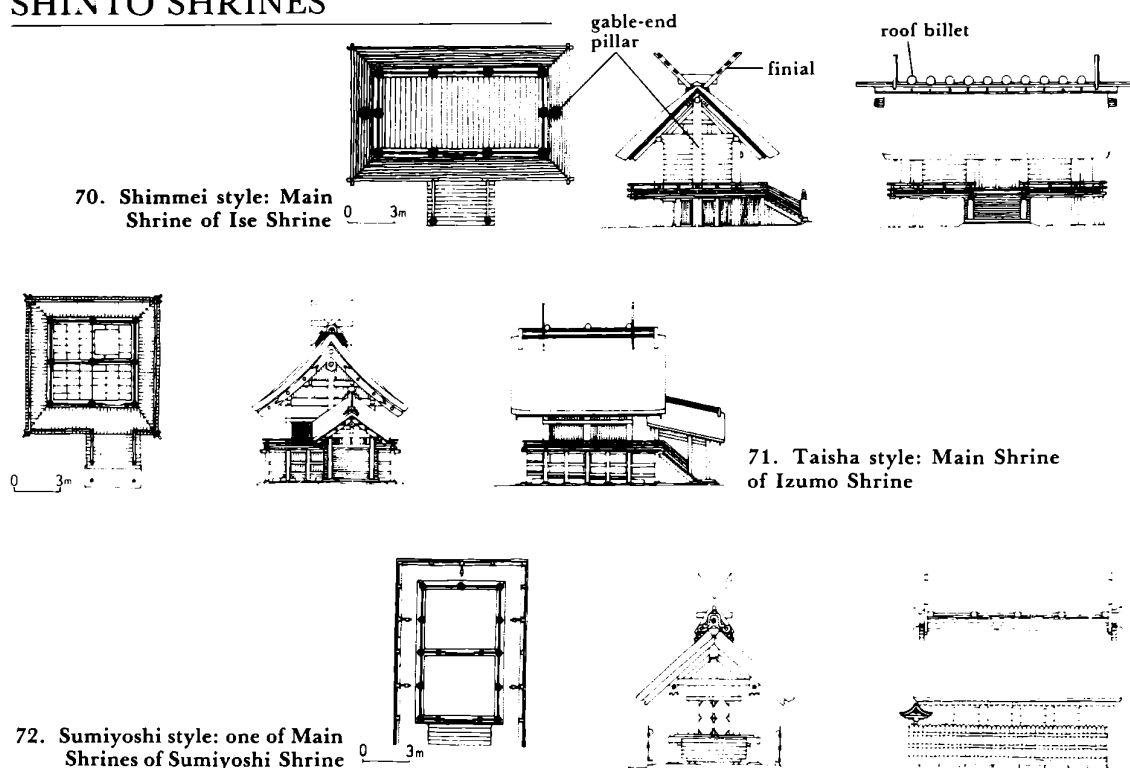 SHINTO SHRINES
gable-end
pillar
finial
roof billet
70. Shimmei style: Main
Shrine of Ise Shrine
0 3m
0 3m
71. Taisha style: Main Shrine
of Izumo Shrine
72. Sumiyoshi style: one of Main
Shrines of Sumiyoshi Shrine
0 3m